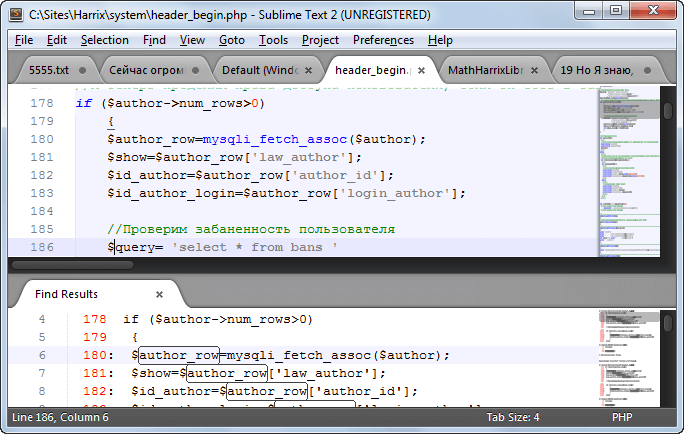 C:\Sites\Harrix\system\header_begin.php - Sublime Text 2 (UNREGISTERED)
File Edit Selection Find View Goto Tools Project Preferences Help
5555.txt Сейчас огром Default (Windo header_begin.p MathHarrixLibr 19 Но Я знаю,
178 if ($author->num_rows>0)
179 {
180 $author_row=mysqli_fetch_assoc($author);
181 $show=$author_row['law_author'];
182 $id_author=$author_row['author_id'];
183 $id_author_login=$author_row['login_author'];
184
185 //Проверим забаненность пользователя
186 $query= 'select * from bans '
Find Results
4 178 if ($author->num_rows>0)
5 179 {
6 180: $author_row=mysqli_fetch_assoc($author);
7 181: $show=$author_row['law_author'];
8 182: $id_author=$author_row['author_id'];
Line 186, Column 6 Tab Size: 4 PHP